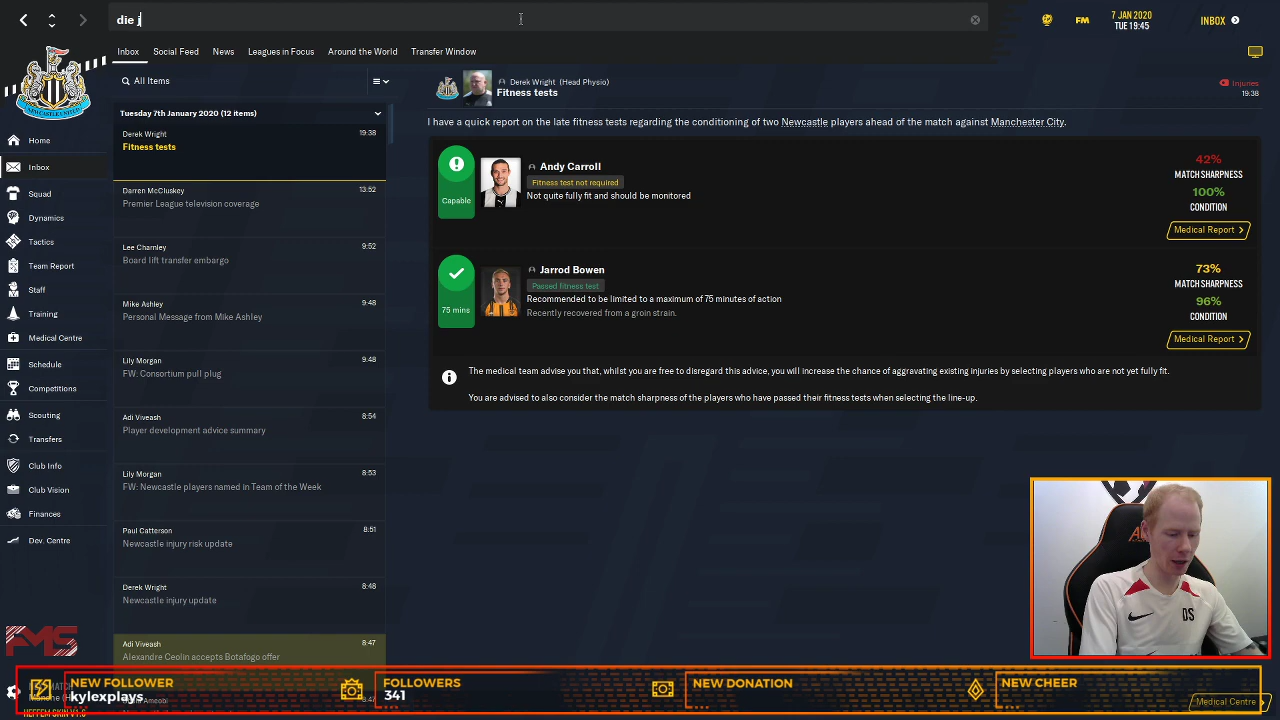 die j
7 JAN 2020
TUE 19:45
FM
INBOX
Inbox
Social Feed
News
Leagues in Focus
Around the World
Transfer Window
All Items
Tuesday 7th January 2020 (12 items)
Derek Wright
19:38
Fitness tests
Darren McCluskey
13:52
Premier League television coverage
Lee Charnley
9:52
Board lift transfer embargo
Mike Ashley
9:48
Personal Message from Mike Ashley
Lily Morgan
9:48
FW: Consortium pull plug
Adi Viveash
8:54
Player development advice summary
Lily Morgan
8:53
FW: Newcastle players named in Team of the Week
Paul Catterson
8:51
Newcastle injury risk update
Derek Wright
8:48
Newcastle injury update
Adi Viveash
8:47
Alexandre Ceolin accepts Botafogo offer
Home
Inbox
Squad
Dynamics
Tactics
Team Report
Staff
Training
Medical Centre
Schedule
Competitions
Scouting
Transfers
Club Info
Club Vision
Finances
Dev. Centre
Derek Wright (Head Physio)
Fitness tests
Injuries
19:38
I have a quick report on the late fitness tests regarding the conditioning of two Newcastle players ahead of the match against Manchester City.
Capable
Andy Carroll
Fitness test not required
Not quite fully fit and should be monitored
42%
MATCH SHARPNESS
100%
CONDITION
Medical Report
75 mins
Jarrod Bowen
Passed fitness test
Recommended to be limited to a maximum of 75 minutes of action
Recently recovered from a groin strain.
73%
MATCH SHARPNESS
96%
CONDITION
Medical Report
The medical team advise you that, whilst you are free to disregard this advice, you will increase the chance of aggravating existing injuries by selecting players who are not yet fully fit.
You are advised to also consider the match sharpness of the players who have passed their fitness tests when selecting the line-up.
DS
FMS
NEW FOLLOWER
kylexplays
FOLLOWERS
341
NEW DONATION
NEW CHEER
Medical Centre